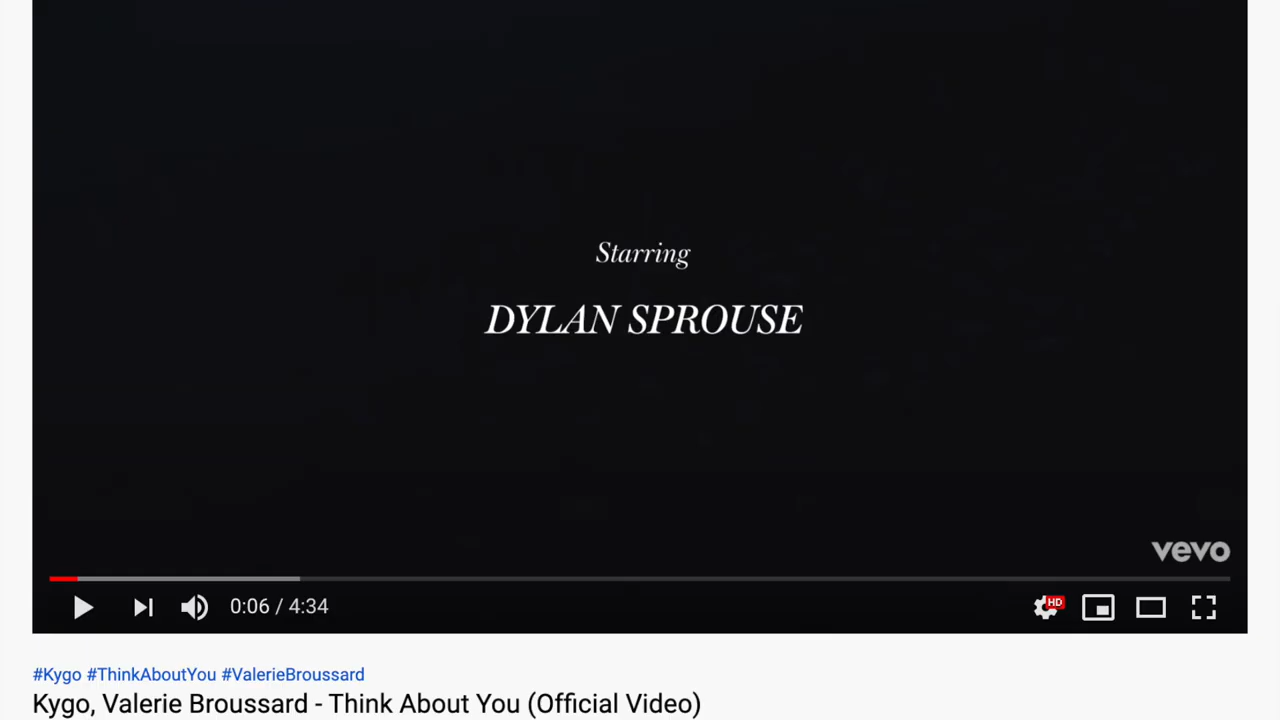 Starring
DYLAN SPROUSE
vevo
0:06 / 4:34
HD
#Kygo #ThinkAboutYou #ValerieBroussard
Kygo, Valerie Broussard - Think About You (Official Video)